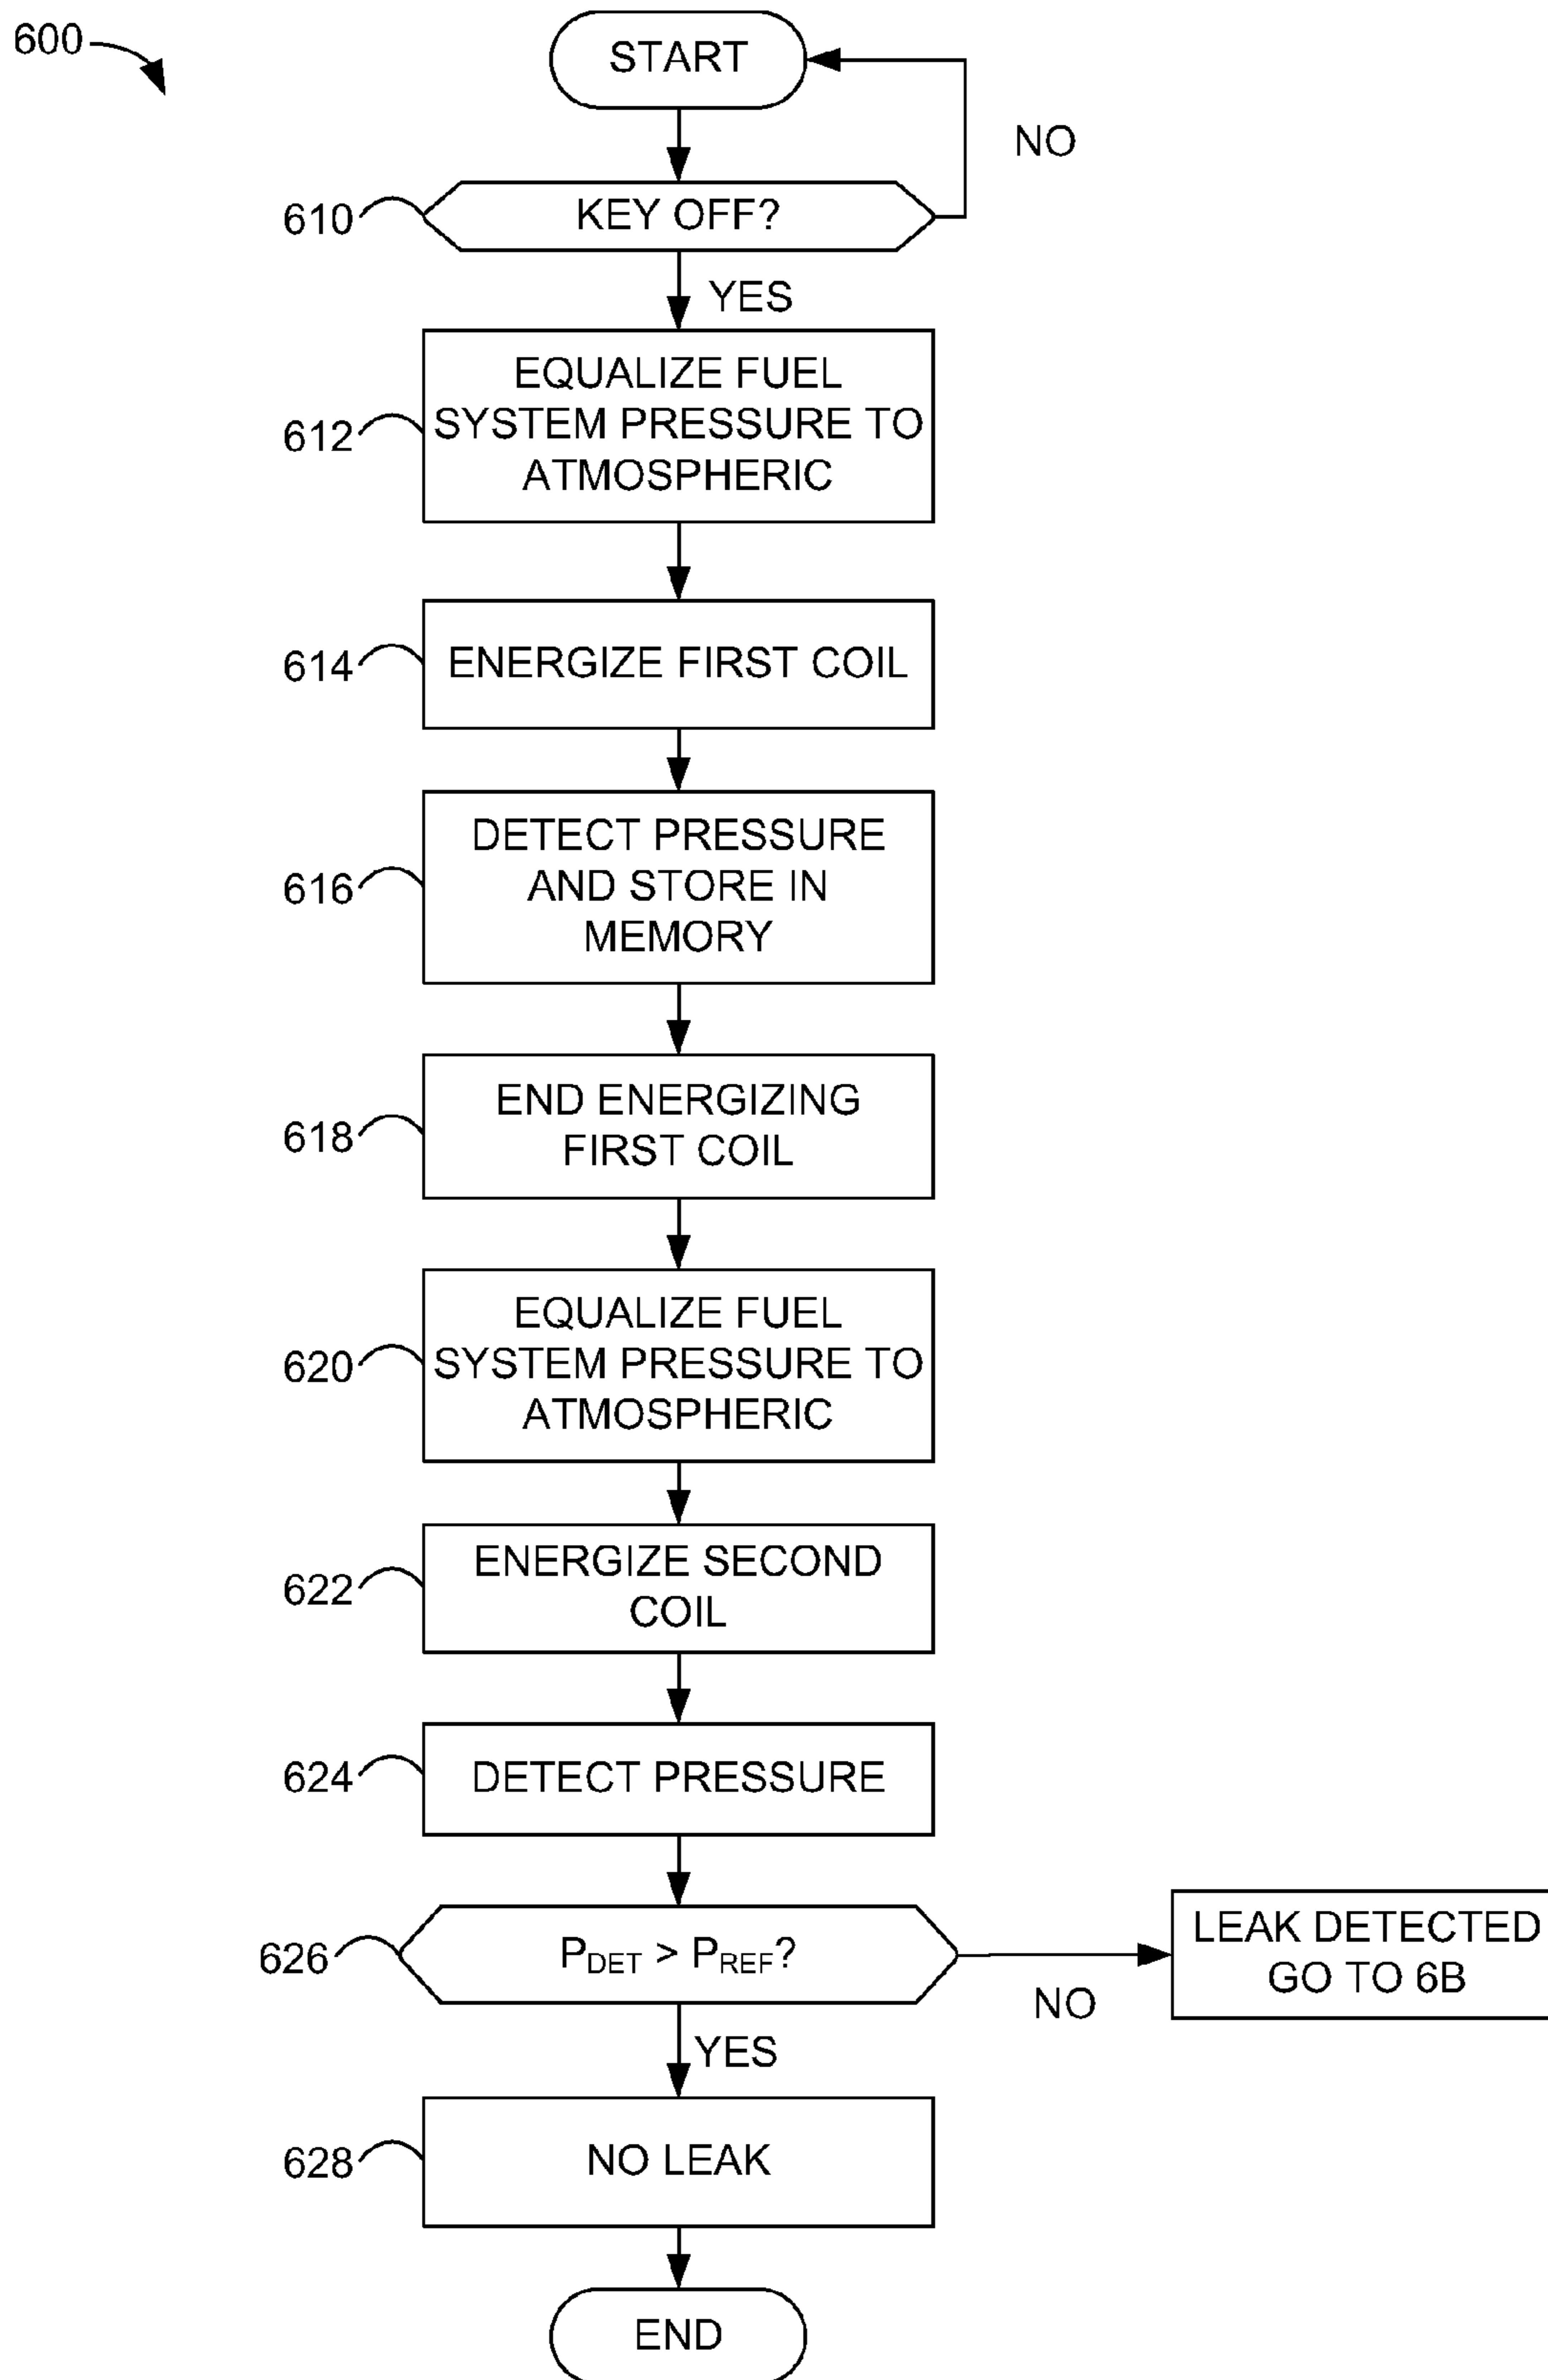 600
START
NO
610
KEY OFF?
YES
612
EQUALIZE FUEL
SYSTEM PRESSURE TO
ATMOSPHERIC
614
ENERGIZE FIRST COIL
616
DETECT PRESSURE
AND STORE IN
MEMORY
618
END ENERGIZING
FIRST COIL
620
EQUALIZE FUEL
SYSTEM PRESSURE TO
ATMOSPHERIC
622
ENERGIZE SECOND
COIL
624
DETECT PRESSURE
626
PDET > PREF?
NO
LEAK DETECTED
GO TO 6B
YES
628
NO LEAK
END